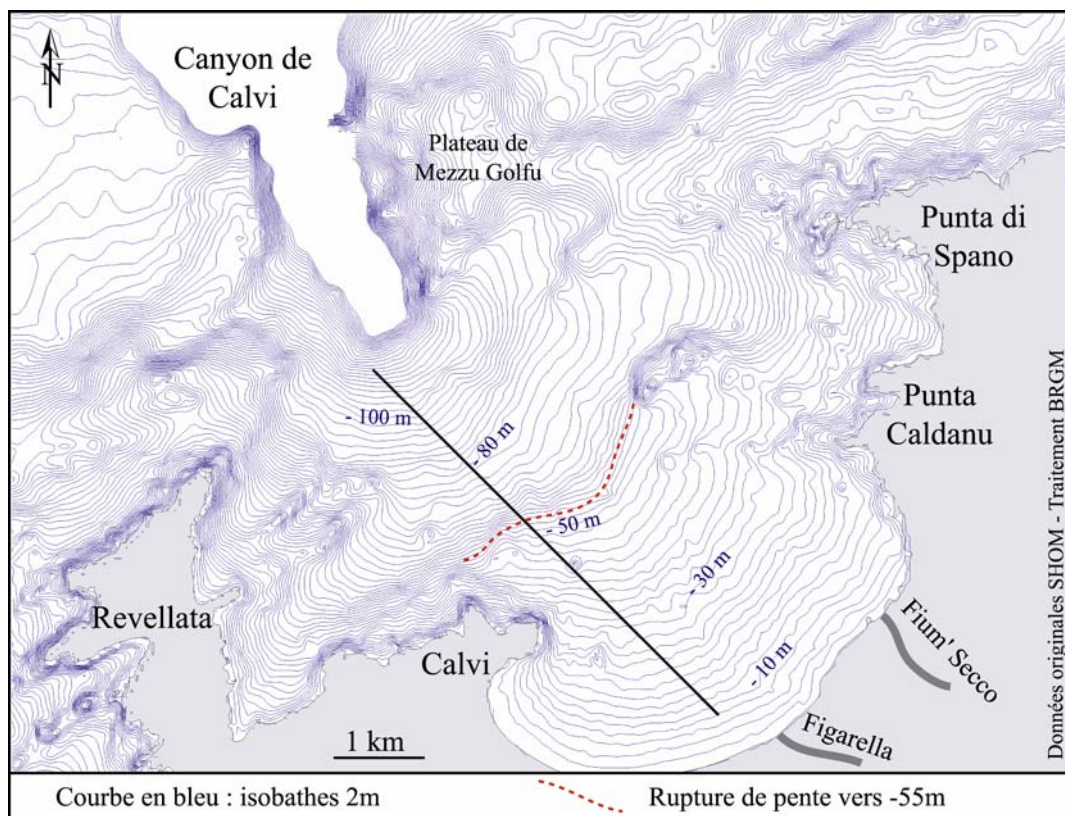 N
Canyon de
Calvi
Plateau de
Mezzu Golfu
Punta di
Spano
Punta
Caldanu
- 100 m
- 80 m
- 50 m
- 30 m
- 10 m
Revellata
Calvi
Fium' Secco
Figarella
1 km
Données originales SHOM - Traitement BRGM
Courbe en bleu : isobathes 2m
Rupture de pente vers -55m